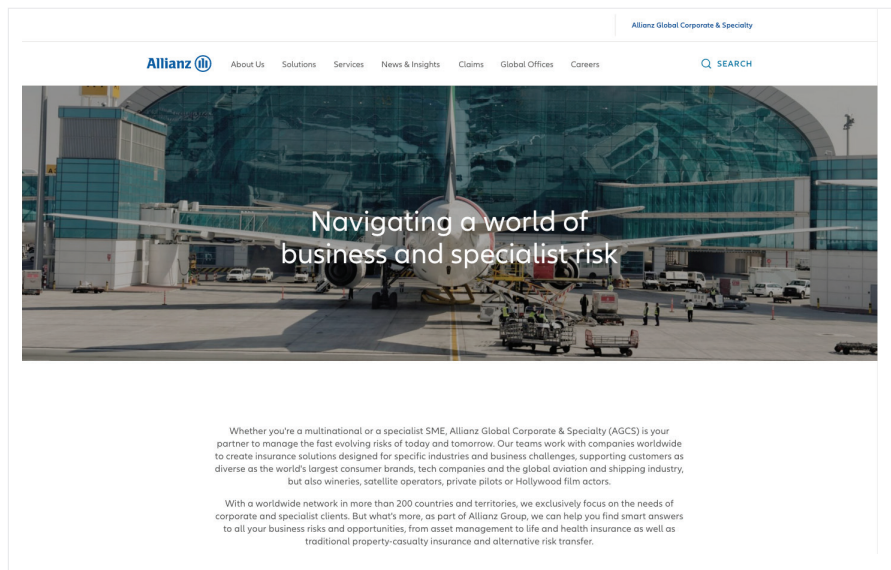 Allianz Global Corporate & Specialty
Allianz
About Us
Solutions
Services
News & Insights
Claims
Global Offices
Careers
SEARCH
Navigating a world of
business and specialist risk
Whether you're a multinational or a specialist SME, Allianz Global Corporate & Specialty (AGCS) is your
partner to manage the fast evolving risks of today and tomorrow. Our teams work with companies worldwide
to create insurance solutions designed for specific industries and business challenges, supporting customers as
diverse as the world's largest consumer brands, tech companies and the global aviation and shipping industry,
but also wineries, satellite operators, private pilots or Hollywood film actors.
With a worldwide network in more than 200 countries and territories, we exclusively focus on the needs of
corporate and specialist clients. But what's more, as part of Allianz Group, we can help you find smart answers
to all your business risks and opportunities, from asset management to life and health insurance as well as
traditional property-casualty insurance and alternative risk transfer.